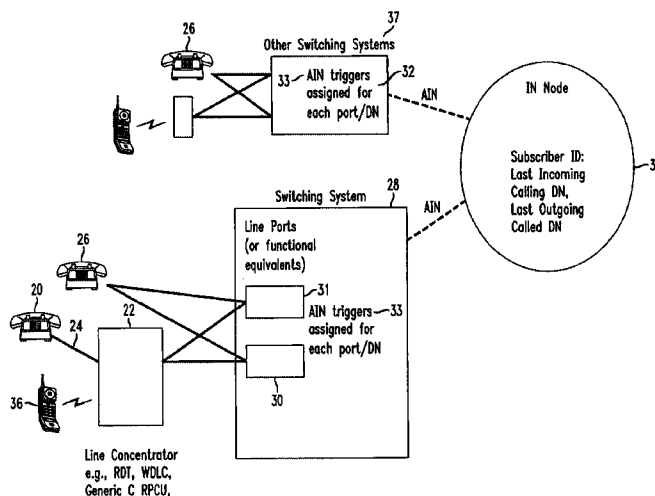 37
26
Other Switching Systems
33
AIN triggers
assigned for
each port/DN
32
AIN
IN Node
Subscriber ID:
Last Incoming
Calling DN,
Last Outgoing
Called DN
Switching System
28
AIN
Line Ports
(or functional
equivalents)
26
20
22
24
31
AIN triggers
33
assigned for
each port/DN
30
36
Line Concentrator
e.g., RDT, WDLC,
Generic C RPCU,